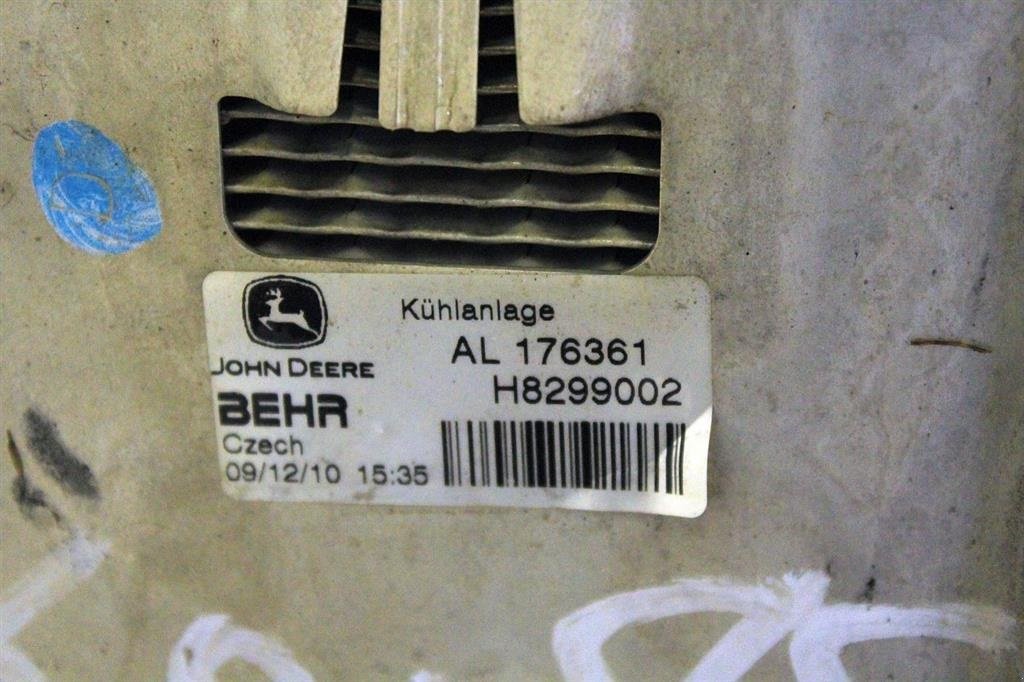 Kühlanlage
JOHN DEERE
AL 176361
H8299002
BEHR
Czech
09/12/10 15:35